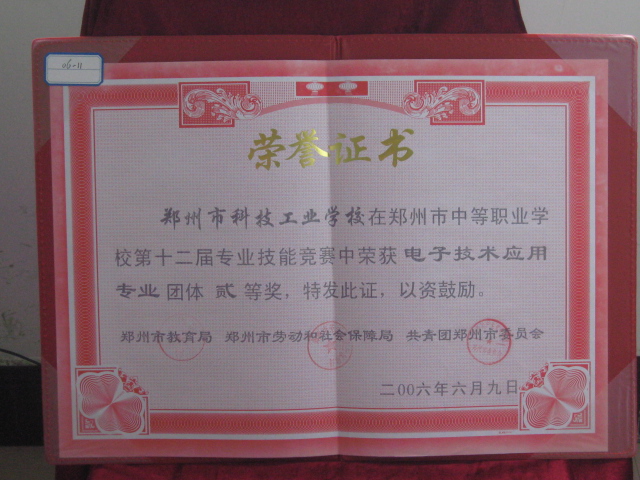 荣誉证书
郑州市科技工业学校在郑州市中等职业学
校第十二届专业技能竞赛中荣获电子技术应用
专业团体贰等奖，特发此证，以资鼓励。
郑州市教育局 郑州市劳动和社会保障局 共青团郑州市委员会
二00六年六月九日